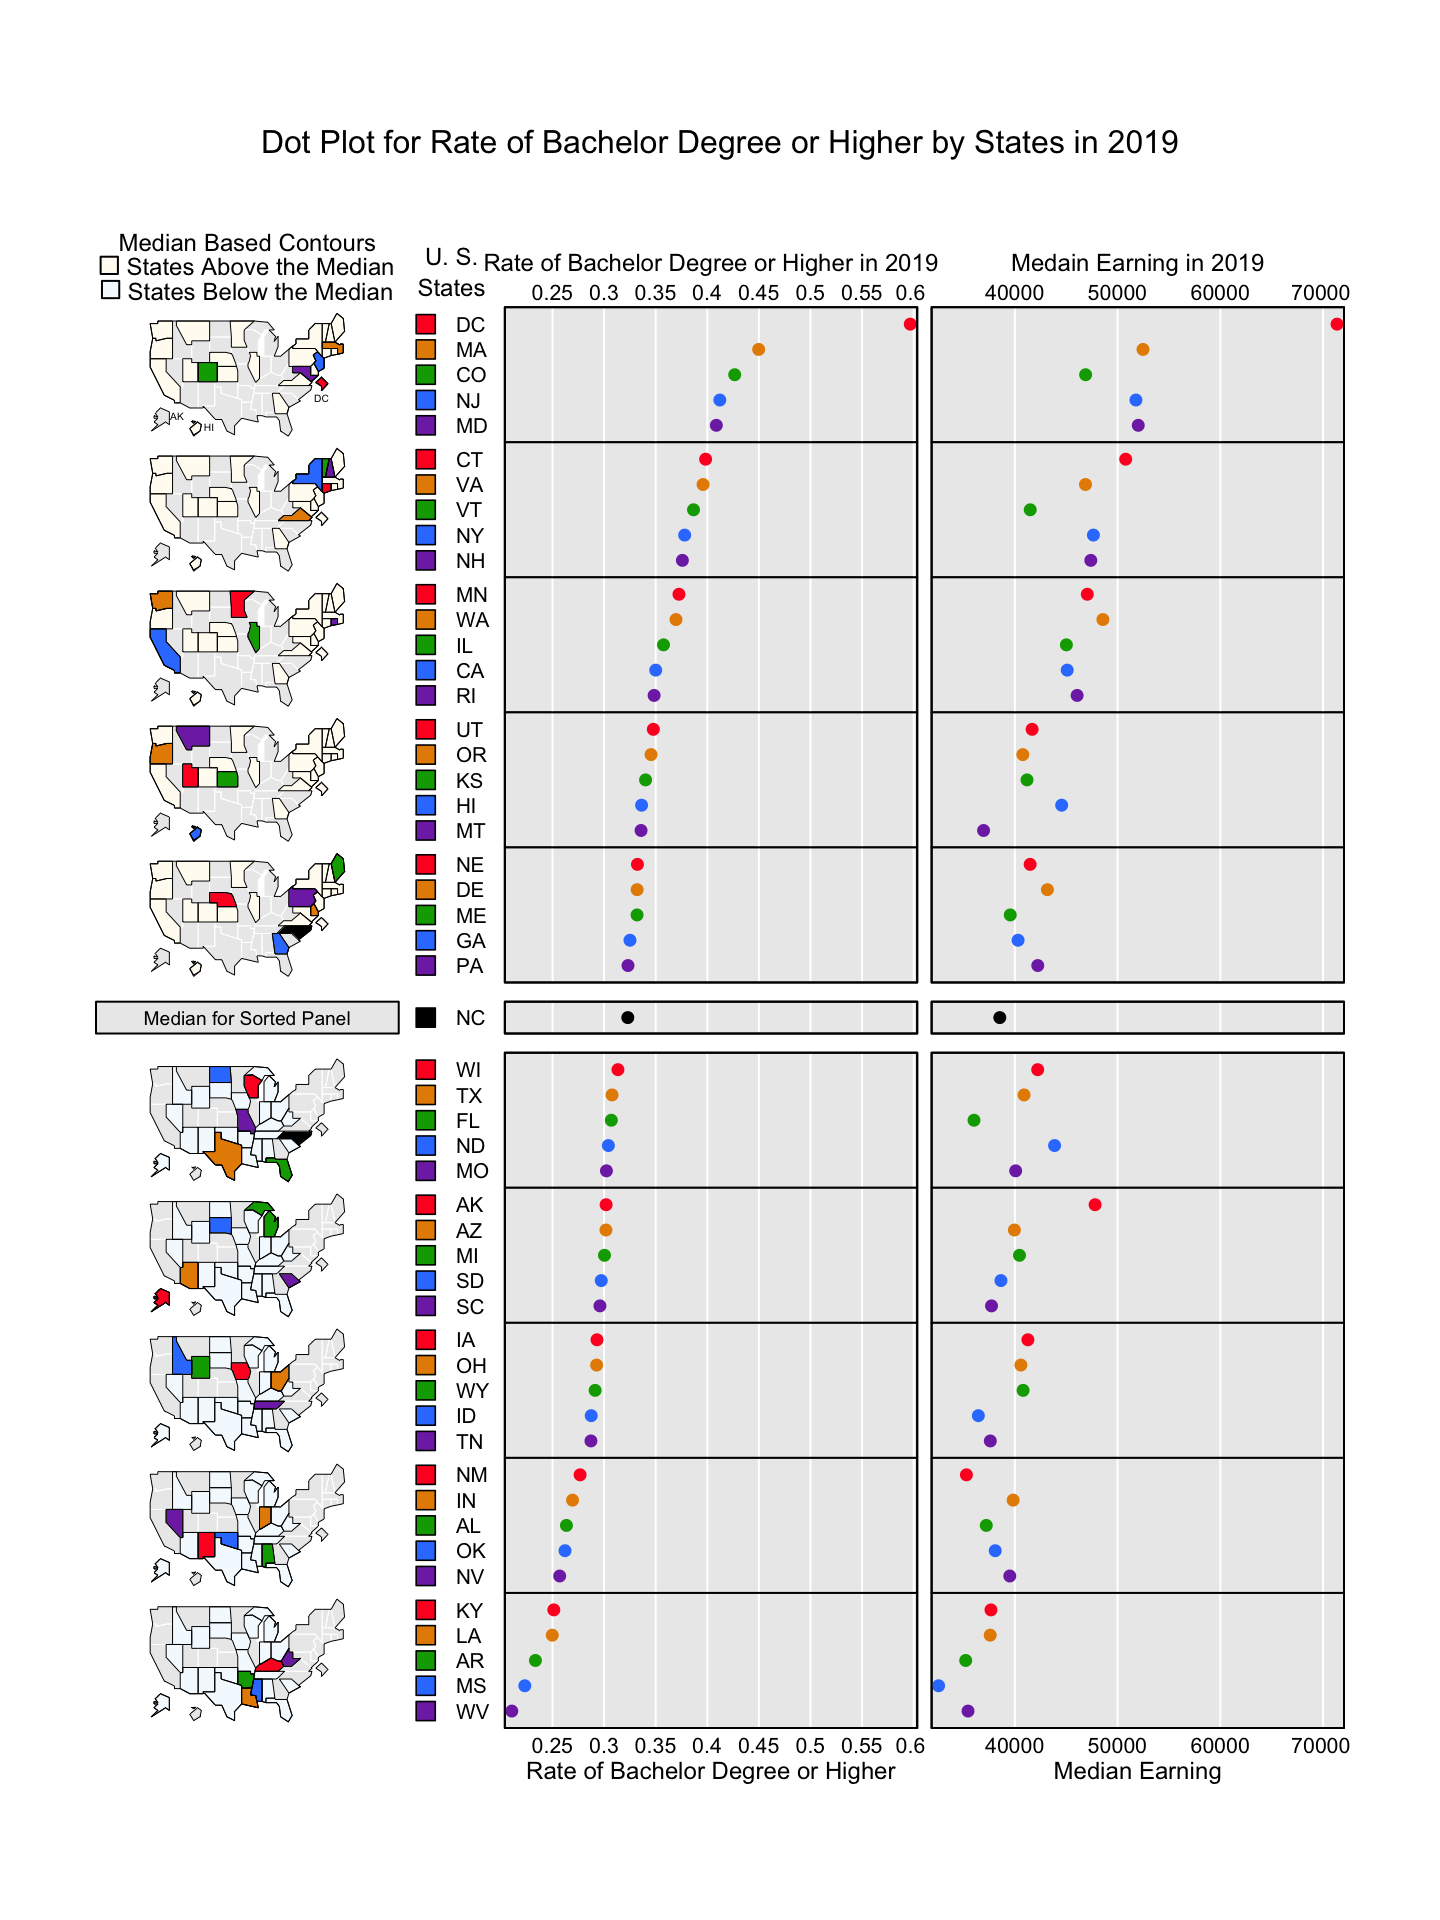 Dot Plot for Rate of Bachelor Degree or Higher by States in 2019
Median Based Contours
States Above the Median
States Below the Median
U. S.
States
Rate of Bachelor Degree or Higher in 2019
0.25 0.3 0.35 0.4 0.45 0.5 0.55 0.6
Medain Earning in 2019
40000 50000 60000 70000
AK
HI
DC
DC
MA
CO
NJ
MD
CT
VA
VT
NY
NH
MN
WA
IL
CA
RI
UT
OR
KS
HI
MT
NE
DE
ME
GA
PA
Median for Sorted Panel
NC
WI
TX
FL
ND
MO
AK
AZ
MI
SD
SC
IA
OH
WY
ID
TN
NM
IN
AL
OK
NV
KY
LA
AR
MS
WV
0.25 0.3 0.35 0.4 0.45 0.5 0.55 0.6
Rate of Bachelor Degree or Higher
40000 50000 60000 70000
Median Earning